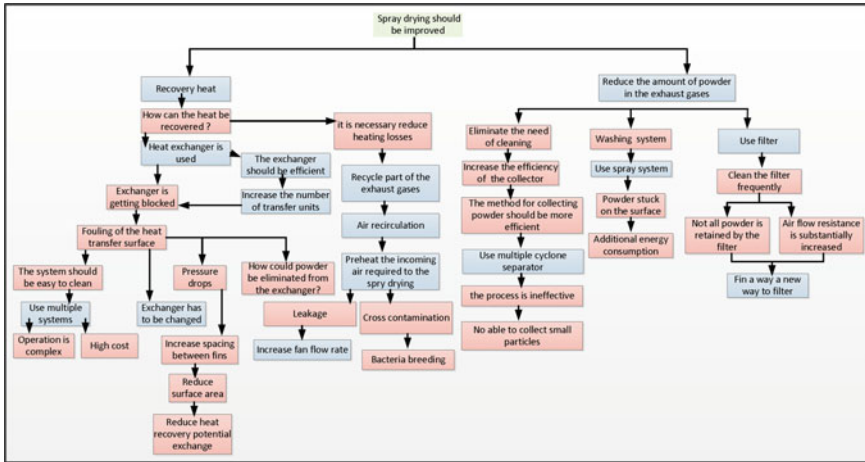 Spray drying should
be improved
Recovery heat
Reduce the amount of powder
in the exhaust gases
How can the heat be
recovered ?
it is necessary reduce
heating losses
Eliminate the need
of cleaning
Washing system
Use filter
Heat exchanger is
used
The exchanger
should be efficient
Recycle part of the
exhaust gases
Increase the efficiency
of the collector
Use spray system
Clean the filter
frequently
Exchanger is
getting blocked
Increase the number
of transfer units
The method for collecting
powder should be more
efficient
Powder stuck
on the surface
Not all powder is
retained by the
filter
Air flow resistance
is substantially
increased
Fouling of the heat
transfer surface
Air recirculation
Additional energy
consumption
The system should
be easy to clean
Pressure
drops
How could powder
be eliminated from
the exchanger?
Preheat the incoming
air required to the
spry drying
Use multiple cyclone
separator
Fin a way a new
way to filter
Use multiple
systems
Exchanger has
to be changed
Leakage
Cross contamination
the process is ineffective
Operation is
complex
High cost
Increase spacing
between fins
Increase fan flow rate
Bacteria breeding
No able to collect small
particles
Reduce
surface area
Reduce heat
recovery potential
exchange